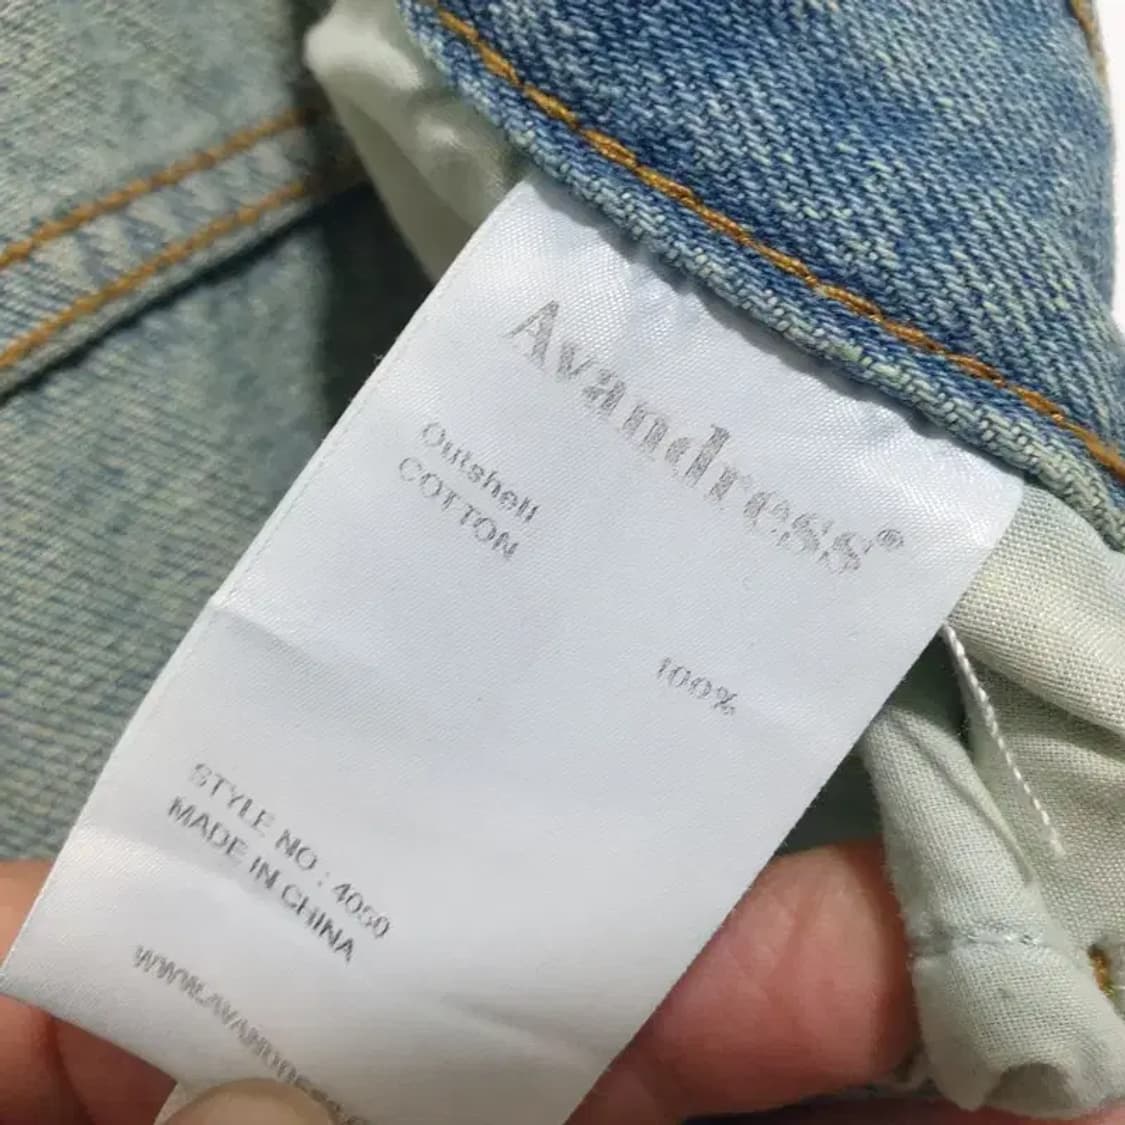 Avandress®
Outshell
COTTON
100%
STYLE NO : 4050
MADE IN CHINA